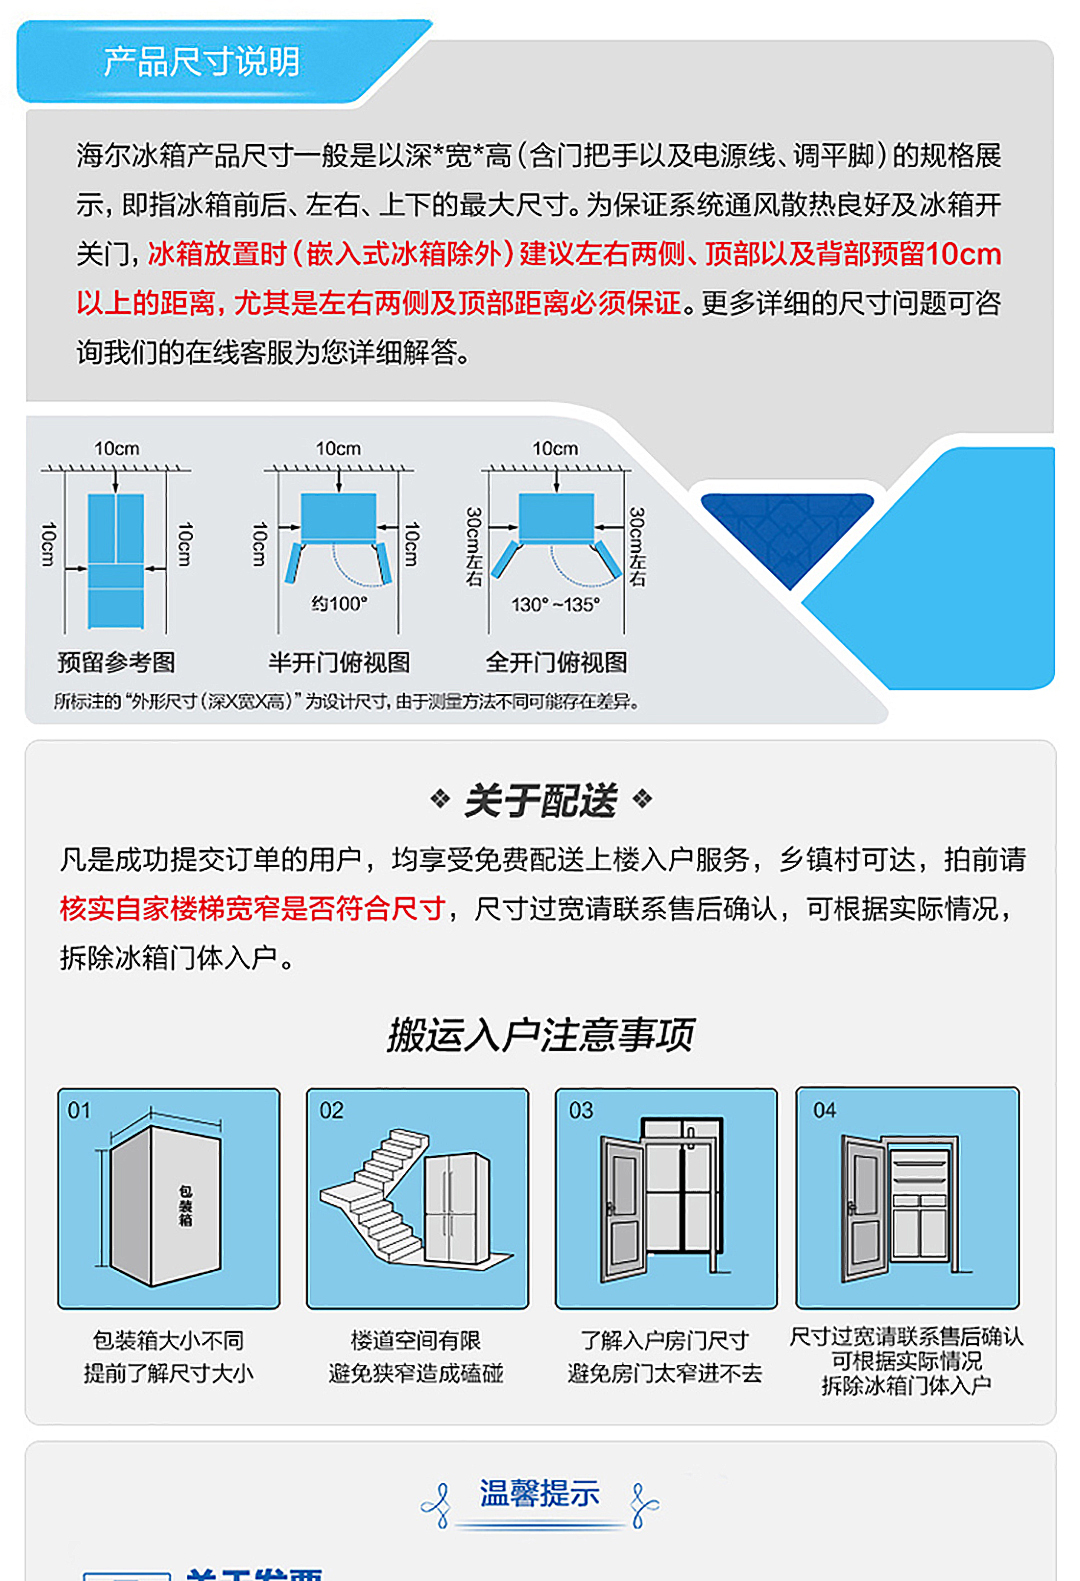 产品尺寸说明
海尔冰箱产品尺寸一般是以深*宽*高（含门把手以及电源线、调平脚）的规格展
示，即指冰箱前后、左右、上下的最大尺寸。为保证系统通风散热良好及冰箱开
关门，冰箱放置时（嵌入式冰箱除外）建议左右两侧、顶部以及背部预留10cm
以上的距离，尤其是左右两侧及顶部距离必须保证。更多详细的尺寸问题可咨
询我们的在线客服为您详细解答。
10cm
10cm
10cm
预留参考图
10cm
10cm
10cm
约100°
半开门俯视图
10cm
30cm左右
30cm左右
130°~135°
全开门俯视图
所标注的“外形尺寸（深X宽X高）”为设计尺寸，由于测量方法不同可能存在差异。
关于配送
凡是成功提交订单的用户，均享受免费配送上楼入户服务，乡镇村可达，拍前请
核实自家楼梯宽窄是否符合尺寸，尺寸过宽请联系售后确认，可根据实际情况，
拆除冰箱门体入户。
搬运入户注意事项
01
包装箱
包装箱大小不同
提前了解尺寸大小
02
楼道空间有限
避免狭窄造成磕碰
03
了解入户房门尺寸
避免房门太窄进不去
04
尺寸过宽请联系售后确认
可根据实际情况
拆除冰箱门体入户
温馨提示
关于发票